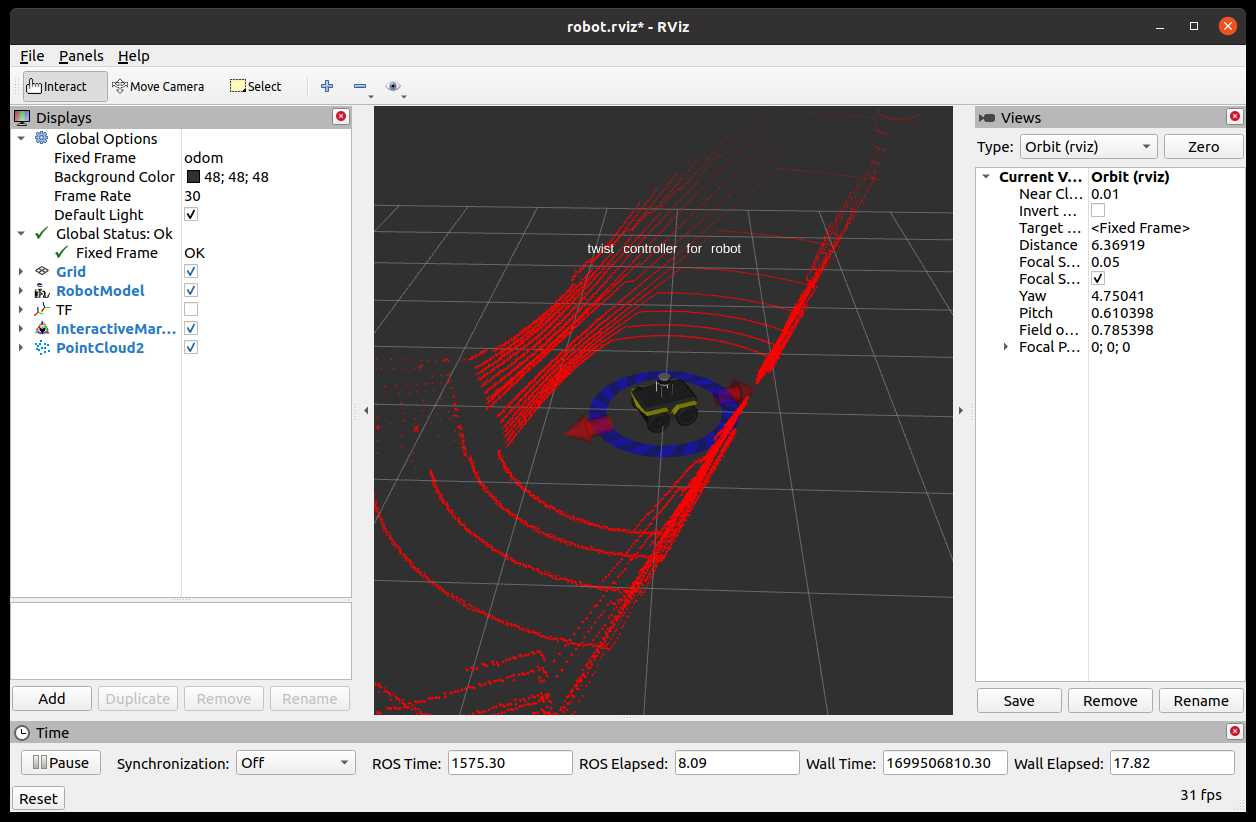 robot.rviz* - RViz
File Panels Help
Interact Move Camera Select
Displays
Global Options
Fixed Frame odom
Background Color 48; 48; 48
Frame Rate 30
Default Light
Global Status: Ok
Fixed Frame OK
Grid
RobotModel
TF
InteractiveMar...
PointCloud2
Add Duplicate Remove Rename
twist controller for robot
Views
Type: Orbit (rviz) Zero
Current V... Orbit (rviz)
Near Cl... 0.01
Invert ...
Target ... <Fixed Frame>
Distance 6.36919
Focal S... 0.05
Focal S...
Yaw 4.75041
Pitch 0.610398
Field o... 0.785398
Focal P... 0; 0; 0
Save Remove Rename
Time
Pause Synchronization: Off ROS Time: 1575.30 ROS Elapsed: 8.09 Wall Time: 1699506810.30 Wall Elapsed: 17.82
Reset 31 fps